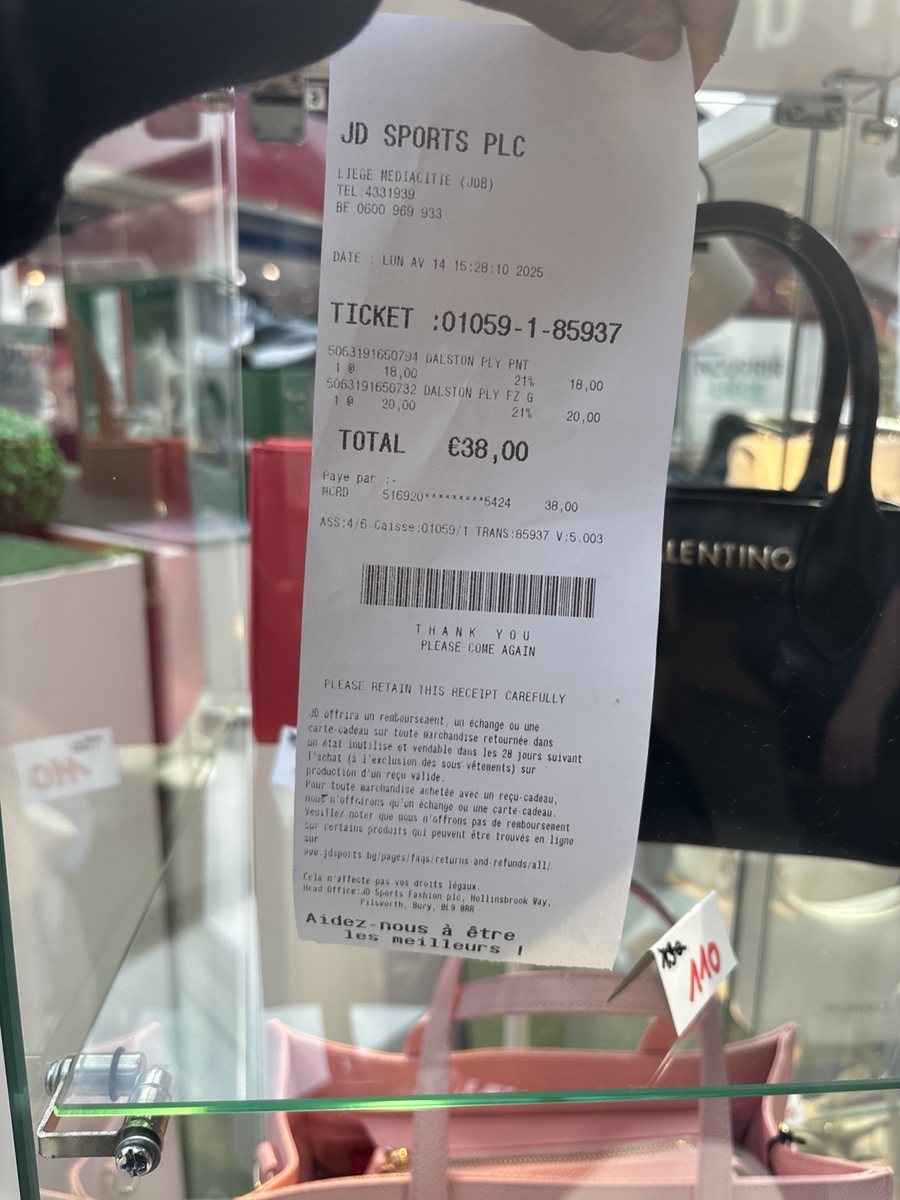 JD SPORTS PLC
LIEGE MEDIACITIE (JDB)
TEL:4331939
BE 0600 969 933
DATE : LUN AV 14 15:28:10 2025
TICKET :01059-1-85937
5063191650794 DALSTON PLY PNT
1 @ 18,00 21% 18,00
5063191650732 DALSTON PLY FZ G
1 @ 20,00 21% 20,00
TOTAL €38,00
Paye par :-
MCRD 516920*********5424 38,00
ASS:4/6 Caisse:01059/1 TRANS:85937 V:5.003
THANK YOU
PLEASE COME AGAIN
PLEASE RETAIN THIS RECEIPT CAREFULLY
JD offrira un remboursement, un échange ou une
carte-cadeau sur toute marchandise retournée dans
un état inutilisé et vendable dans les 28 jours suivant
l'achat (à l'exclusion des sous-vêtements) sur
production d'un reçu valide.
Pour toute marchandise achetée avec un reçu-cadeau,
nous n'offrirons qu'un échange ou une carte-cadeau.
Veuillez noter que nous n'offrons pas de remboursement
sur certains produits qui peuvent être trouvés en ligne
sur
www.jdsports.bg/pages/faqs/returns-and-refunds/all/
Cela n'affecte pas vos droits légaux.
Head Office:JD Sports Fashion plc, Hollinsbrook Way,
Pilsworth, Bury, BL9 8RR
Aidez-nous à être
les meilleurs !
LENTINO
110
110